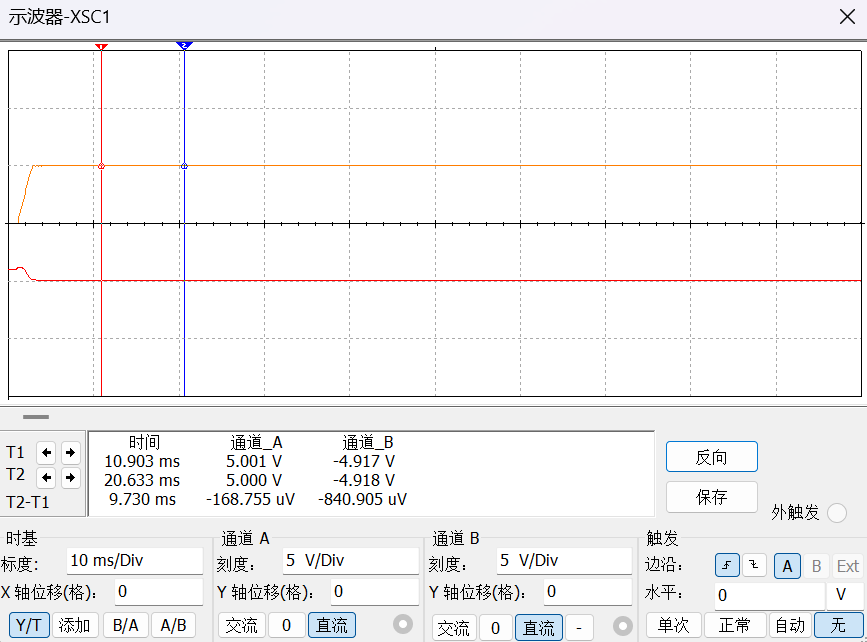 示波器-XSC1
1 2
时间 通道_A 通道_B
T1 10.903 ms 5.001 V -4.917 V
T2 20.633 ms 5.000 V -4.918 V
T2-T1 9.730 ms -168.755 uV -840.905 uV
反向
保存
外触发
时基 通道 A 通道 B 触发
标度: 10 ms/Div 刻度: 5 V/Div 刻度: 5 V/Div 边沿: A B Ext
X 轴位移(格): 0 Y 轴位移(格): 0 Y 轴位移(格): 0 水平: 0 V
Y/T 添加 B/A A/B 交流 0 直流 交流 0 直流 - 单次 正常 自动 无